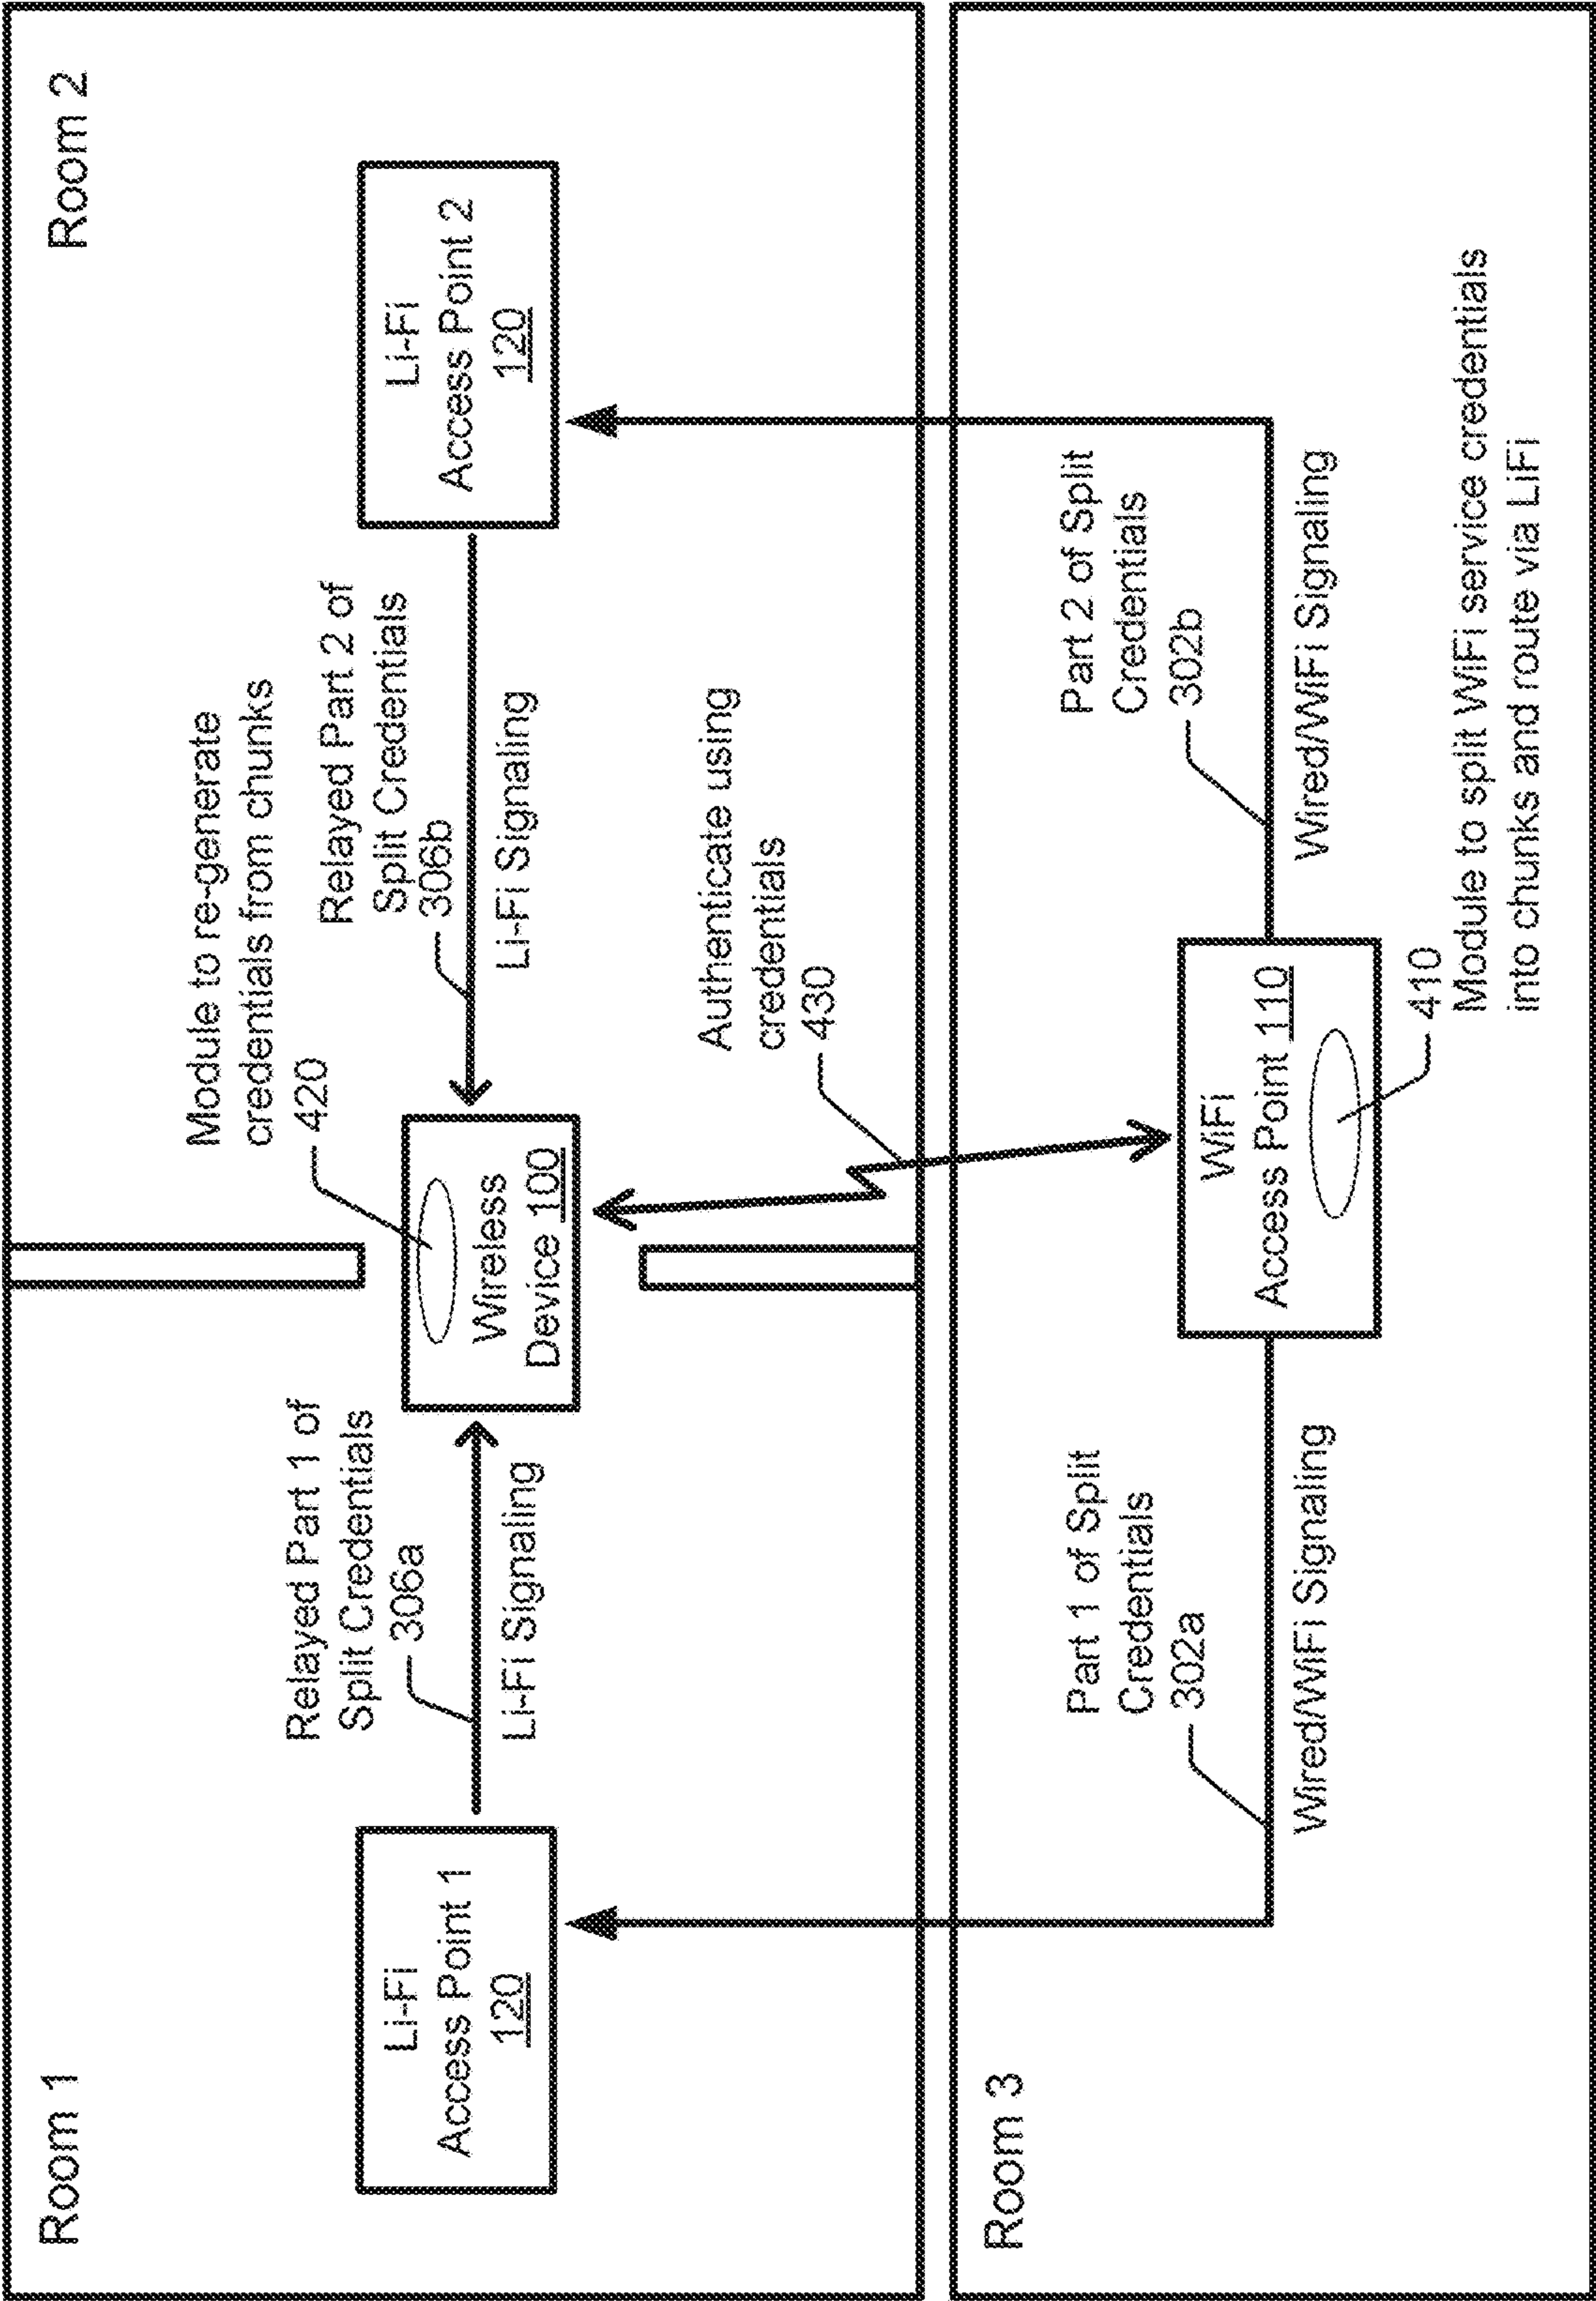 Room 1
Room 2
Module to re-generate
credentials from chunks
420
Relayed Part 1 of
Split Credentials
306a
Li-Fi Signaling
Relayed Part 2 of
Split Credentials
306b
Li-Fi Signaling
Li-Fi
Access Point 1
120
Wireless
Device 100
Li-Fi
Access Point 2
120
Authenticate using
credentials
430
Room 3
Part 1 of Split
Credentials
302a
Wired/WiFi Signaling
Part 2 of Split
Credentials
302b
Wired/WiFi Signaling
WiFi
Access Point 110
410
Module to split WiFi service credentials
into chunks and route via LiFi